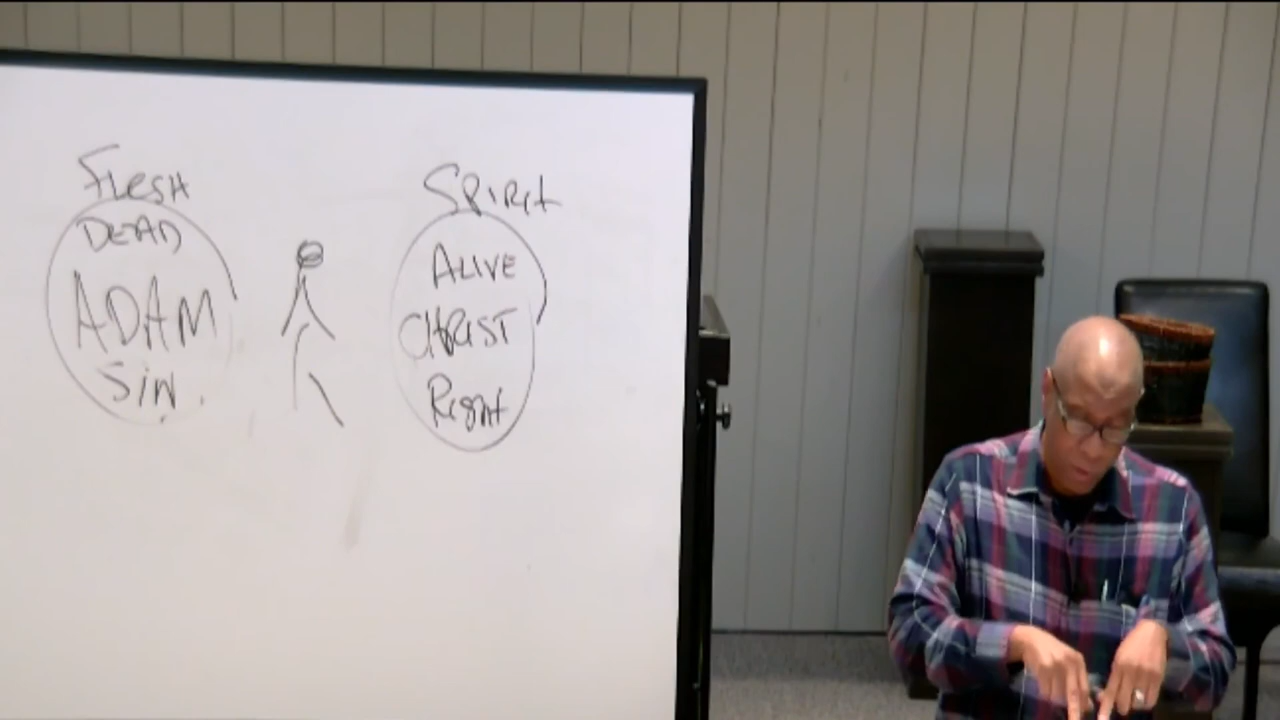 FLESH
DEAD
ADAM
SiN.
SPIRit
ALIVE
CHRIST
Right